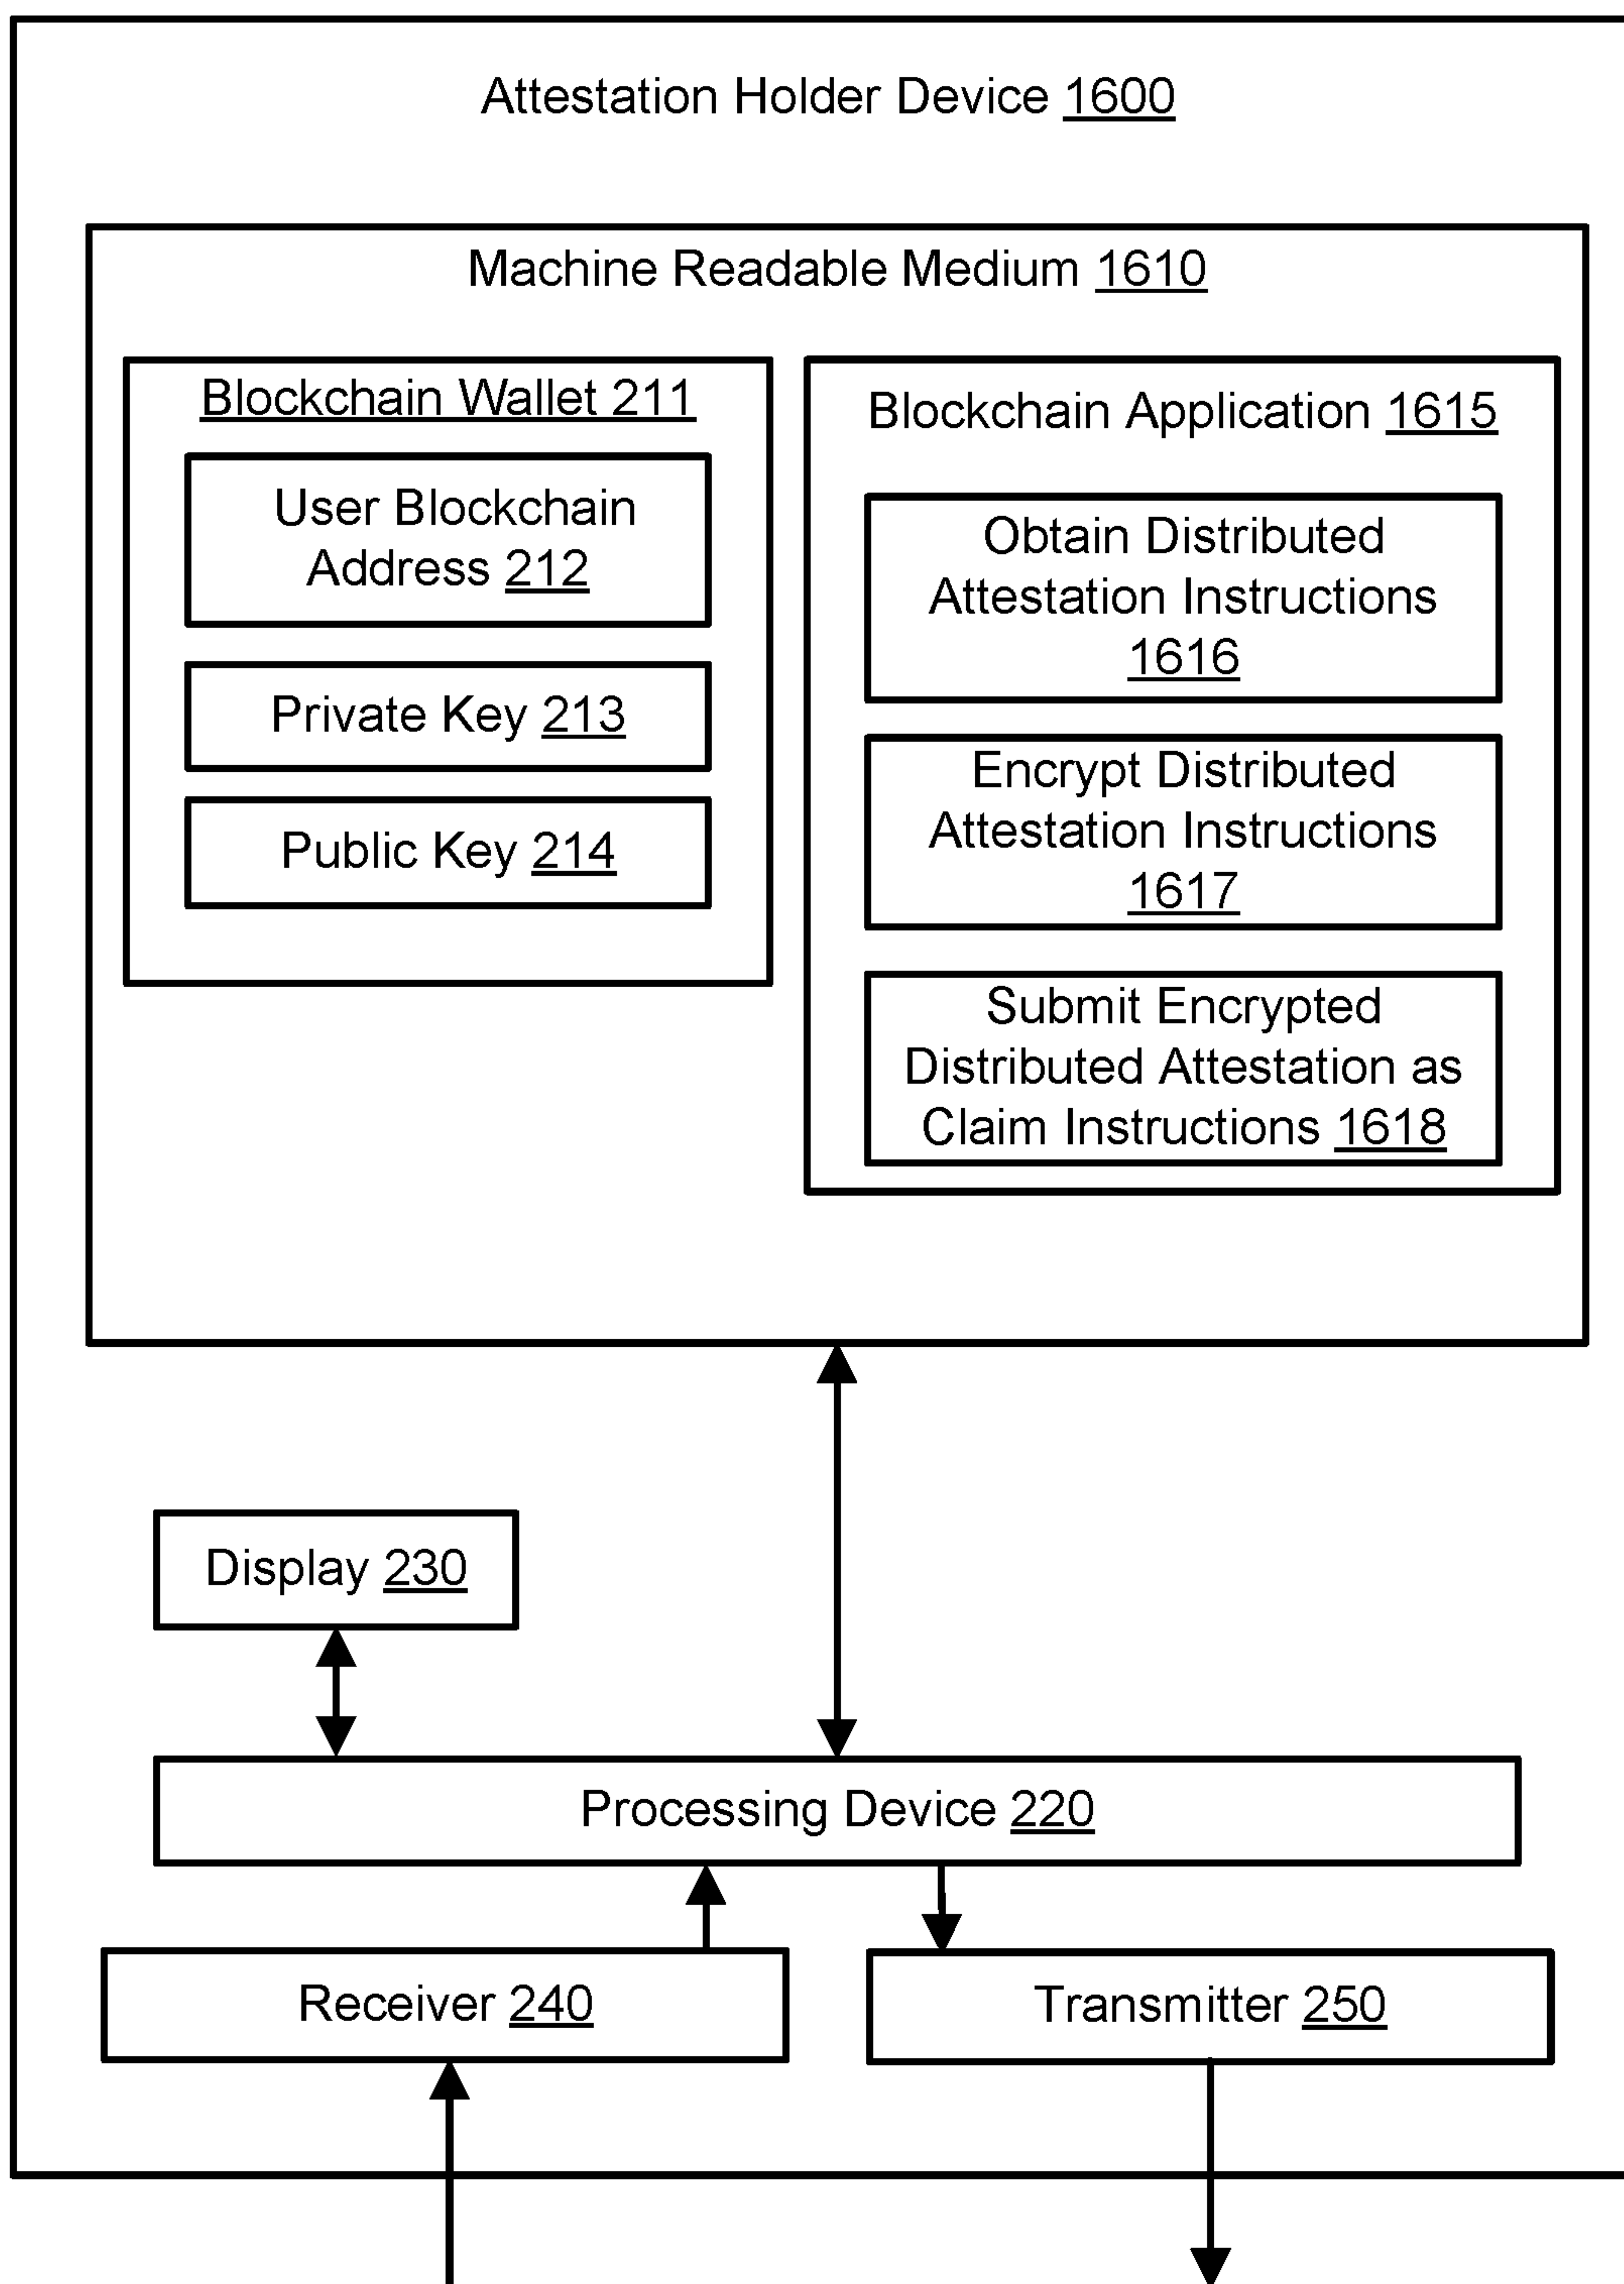 Attestation Holder Device 1600
Machine Readable Medium 1610
Blockchain Wallet 211
User Blockchain
Address 212
Private Key 213
Public Key 214
Blockchain Application 1615
Obtain Distributed
Attestation Instructions
1616
Encrypt Distributed
Attestation Instructions
1617
Submit Encrypted
Distributed Attestation as
Claim Instructions 1618
Display 230
Processing Device 220
Receiver 240
Transmitter 250